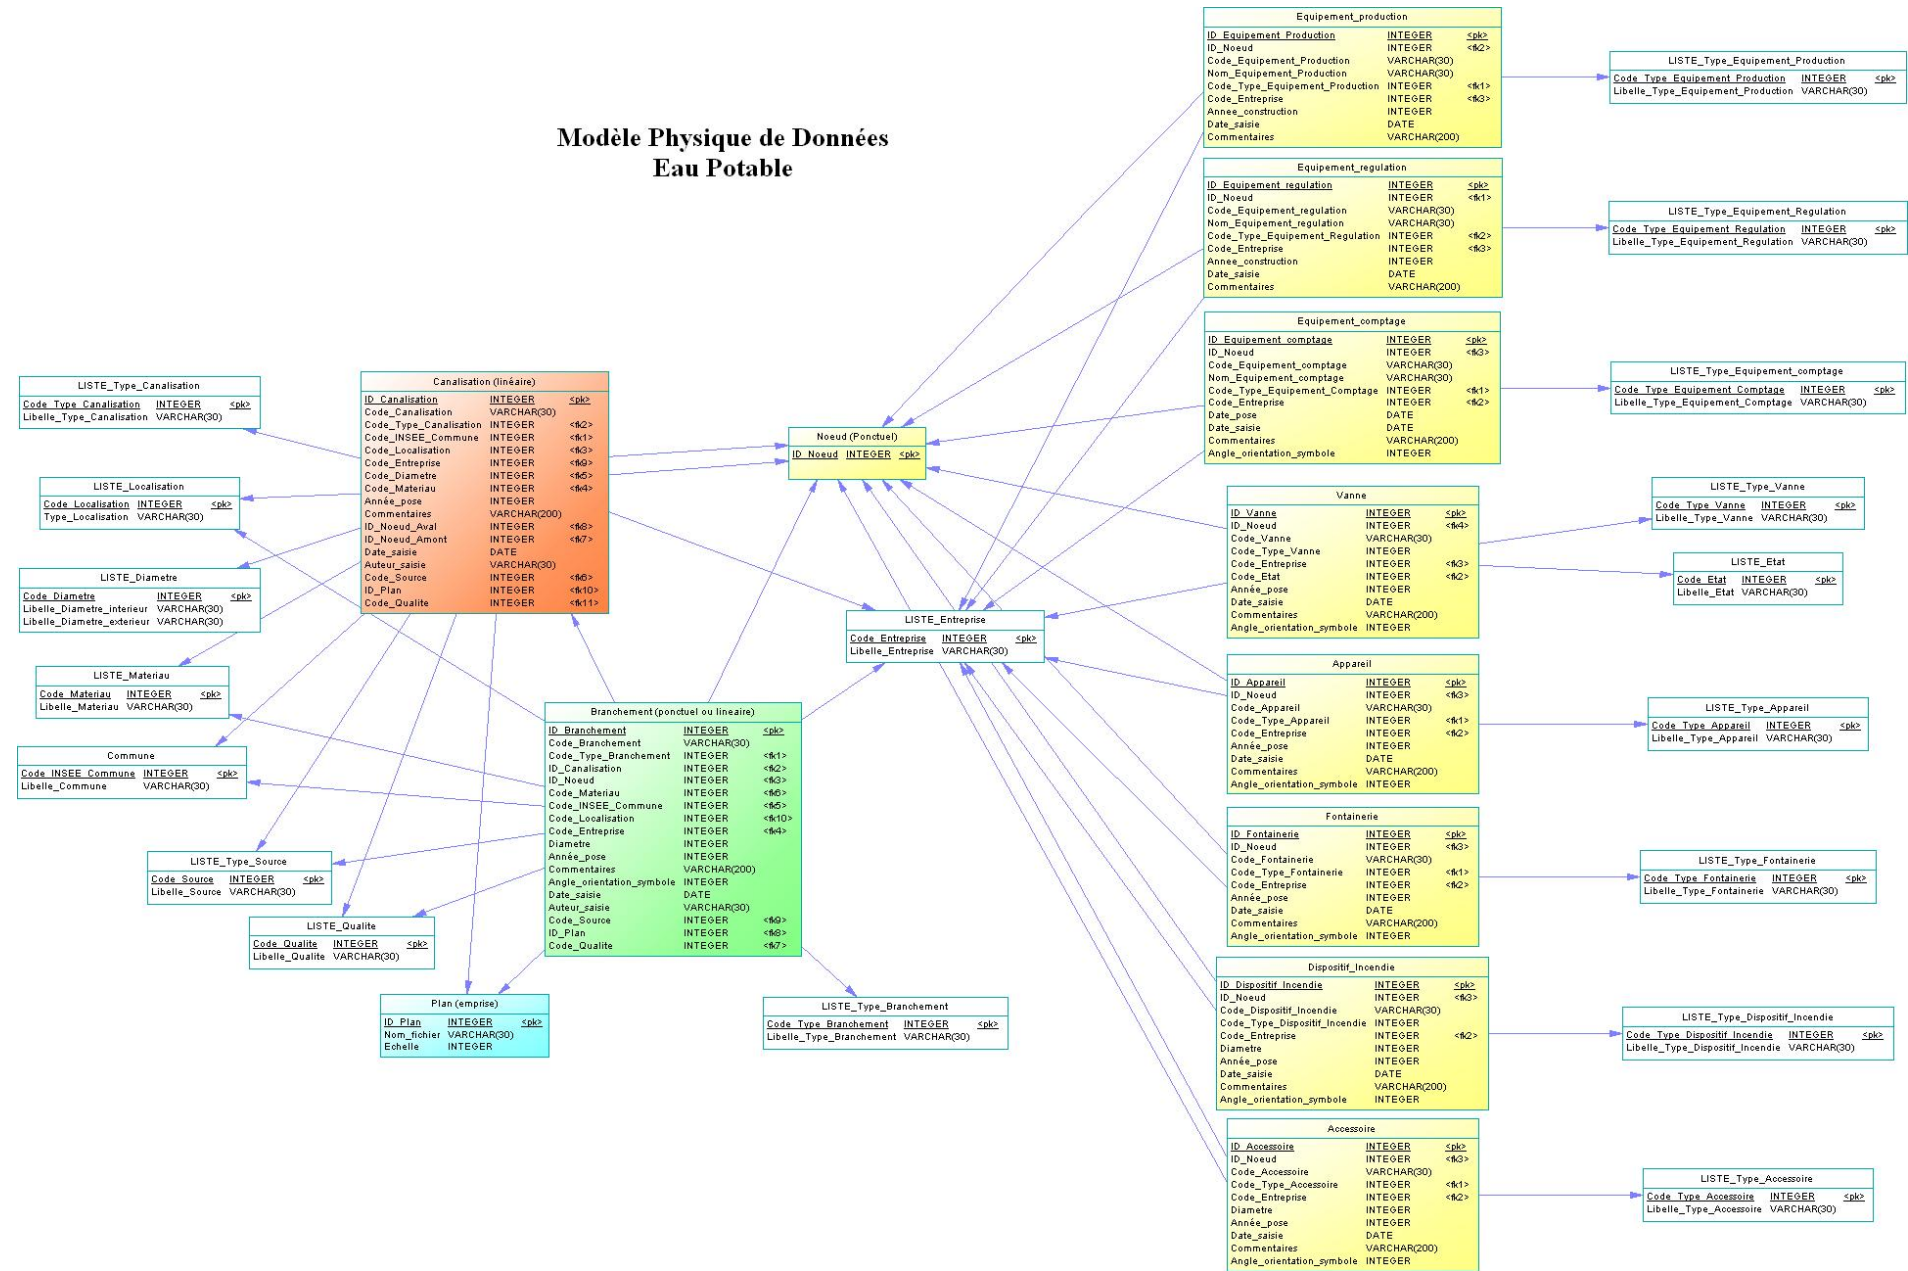 Modèle Physique de Données
Eau Potable
Equipement_production
ID_Equipement_Production INTEGER <pk>
ID_Noeud INTEGER <fk2>
Code_Equipement_Production VARCHAR(30)
Nom_Equipement_Production VARCHAR(30)
Code_Type_Equipement_Production INTEGER <fk1>
Code_Entreprise INTEGER <fk3>
Annee_construction INTEGER
Date_saisie DATE
Commentaires VARCHAR(200)
LISTE_Type_Equipement_Production
Code_Type_Equipement_Production INTEGER <pk>
Libelle_Type_Equipement_Production VARCHAR(30)
Equipement_regulation
ID_Equipement_regulation INTEGER <pk>
ID_Noeud INTEGER <fk1>
Code_Equipement_regulation VARCHAR(30)
Nom_Equipement_regulation VARCHAR(30)
Code_Type_Equipement_Regulation INTEGER <fk2>
Code_Entreprise INTEGER <fk3>
Annee_construction INTEGER
Date_saisie DATE
Commentaires VARCHAR(200)
LISTE_Type_Equipement_Regulation
Code_Type_Equipement_Regulation INTEGER <pk>
Libelle_Type_Equipement_Regulation VARCHAR(30)
Equipement_comptage
ID_Equipement_comptage INTEGER <pk>
ID_Noeud INTEGER <fk3>
Code_Equipement_comptage VARCHAR(30)
Nom_Equipement_comptage VARCHAR(30)
Code_Type_Equipement_Comptage INTEGER <fk1>
Code_Entreprise INTEGER <fk2>
Date_pose DATE
Date_saisie DATE
Commentaires VARCHAR(200)
Angle_orientation_symbole INTEGER
LISTE_Type_Equipement_comptage
Code_Type_Equipement_Comptage INTEGER <pk>
Libelle_Type_Equipement_Comptage VARCHAR(30)
LISTE_Type_Canalisation
Code_Type_Canalisation INTEGER <pk>
Libelle_Type_Canalisation VARCHAR(30)
Canalisation (linéaire)
ID_Canalisation INTEGER <pk>
Code_Canalisation VARCHAR(30)
Code_Type_Canalisation INTEGER <fk2>
Code_INSEE_Commune INTEGER <fk1>
Code_Localisation INTEGER <fk3>
Code_Entreprise INTEGER <fk9>
Code_Diametre INTEGER <fk5>
Code_Materiau INTEGER <fk4>
Année_pose INTEGER
Commentaires VARCHAR(200)
ID_Noeud_Aval INTEGER <fk8>
ID_Noeud_Amont INTEGER <fk7>
Date_saisie DATE
Auteur_saisie VARCHAR(30)
Code_Source INTEGER <fk6>
ID_Plan INTEGER <fk10>
Code_Qualite INTEGER <fk11>
Noeud (Ponctuel)
ID_Noeud INTEGER <pk>
LISTE_Localisation
Code_Localisation INTEGER <pk>
Type_Localisation VARCHAR(30)
LISTE_Diametre
Code_Diametre INTEGER <pk>
Libelle_Diametre_interieur VARCHAR(30)
Libelle_Diametre_exterieur VARCHAR(30)
LISTE_Materiau
Code_Materiau INTEGER <pk>
Libelle_Materiau VARCHAR(30)
Commune
Code_INSEE_Commune INTEGER <pk>
Libelle_Commune VARCHAR(30)
LISTE_Type_Source
Code_Source INTEGER <pk>
Libelle_Source VARCHAR(30)
LISTE_Qualite
Code_Qualite INTEGER <pk>
Libelle_Qualite VARCHAR(30)
Plan (emprise)
ID_Plan INTEGER <pk>
Nom_fichier VARCHAR(30)
Echelle INTEGER
LISTE_Entreprise
Code_Entreprise INTEGER <pk>
Libelle_Entreprise VARCHAR(30)
Branchement (ponctuel ou lineaire)
ID_Branchement INTEGER <pk>
Code_Branchement VARCHAR(30)
Code_Type_Branchement INTEGER <fk1>
ID_Canalisation INTEGER <fk2>
ID_Noeud INTEGER <fk3>
Code_Materiau INTEGER <fk6>
Code_INSEE_Commune INTEGER <fk5>
Code_Localisation INTEGER <fk10>
Code_Entreprise INTEGER <fk4>
Diametre INTEGER
Année_pose INTEGER
Commentaires VARCHAR(200)
Angle_orientation_symbole INTEGER
Date_saisie DATE
Auteur_saisie VARCHAR(30)
Code_Source INTEGER <fk9>
ID_Plan INTEGER <fk8>
Code_Qualite INTEGER <fk7>
LISTE_Type_Branchement
Code_Type_Branchement INTEGER <pk>
Libelle_Type_Branchement VARCHAR(30)
Vanne
ID_Vanne INTEGER <pk>
ID_Noeud INTEGER <fk4>
Code_Vanne VARCHAR(30)
Code_Type_Vanne INTEGER
Code_Entreprise INTEGER <fk3>
Code_Etat INTEGER <fk2>
Année_pose INTEGER
Date_saisie DATE
Commentaires VARCHAR(200)
Angle_orientation_symbole INTEGER
LISTE_Type_Vanne
Code_Type_Vanne INTEGER <pk>
Libelle_Type_Vanne VARCHAR(30)
LISTE_Etat
Code_Etat INTEGER <pk>
Libelle_Etat VARCHAR(30)
Appareil
ID_Appareil INTEGER <pk>
ID_Noeud INTEGER <fk3>
Code_Appareil VARCHAR(30)
Code_Type_Appareil INTEGER <fk1>
Code_Entreprise INTEGER <fk2>
Année_pose INTEGER
Date_saisie DATE
Commentaires VARCHAR(200)
Angle_orientation_symbole INTEGER
LISTE_Type_Appareil
Code_Type_Appareil INTEGER <pk>
Libelle_Type_Appareil VARCHAR(30)
Fontainerie
ID_Fontainerie INTEGER <pk>
ID_Noeud INTEGER <fk3>
Code_Fontainerie VARCHAR(30)
Code_Type_Fontainerie INTEGER <fk1>
Code_Entreprise INTEGER <fk2>
Année_pose INTEGER
Date_saisie DATE
Commentaires VARCHAR(200)
Angle_orientation_symbole INTEGER
LISTE_Type_Fontainerie
Code_Type_Fontainerie INTEGER <pk>
Libelle_Type_Fontainerie VARCHAR(30)
Dispositif_Incendie
ID_Dispositif_Incendie INTEGER <pk>
ID_Noeud INTEGER <fk3>
Code_Dispositif_Incendie VARCHAR(30)
Code_Type_Dispositif_Incendie INTEGER
Code_Entreprise INTEGER <fk2>
Diametre INTEGER
Année_pose INTEGER
Date_saisie DATE
Commentaires VARCHAR(200)
Angle_orientation_symbole INTEGER
LISTE_Type_Dispositif_Incendie
Code_Type_Dispositif_Incendie INTEGER <pk>
Libelle_Type_Dispositif_Incendie VARCHAR(30)
Accessoire
ID_Accessoire INTEGER <pk>
ID_Noeud INTEGER <fk3>
Code_Accessoire VARCHAR(30)
Code_Type_Accessoire INTEGER <fk1>
Code_Entreprise INTEGER <fk2>
Diametre INTEGER
Année_pose INTEGER
Date_saisie DATE
Commentaires VARCHAR(200)
Angle_orientation_symbole INTEGER
LISTE_Type_Accessoire
Code_Type_Accessoire INTEGER <pk>
Libelle_Type_Accessoire VARCHAR(30)